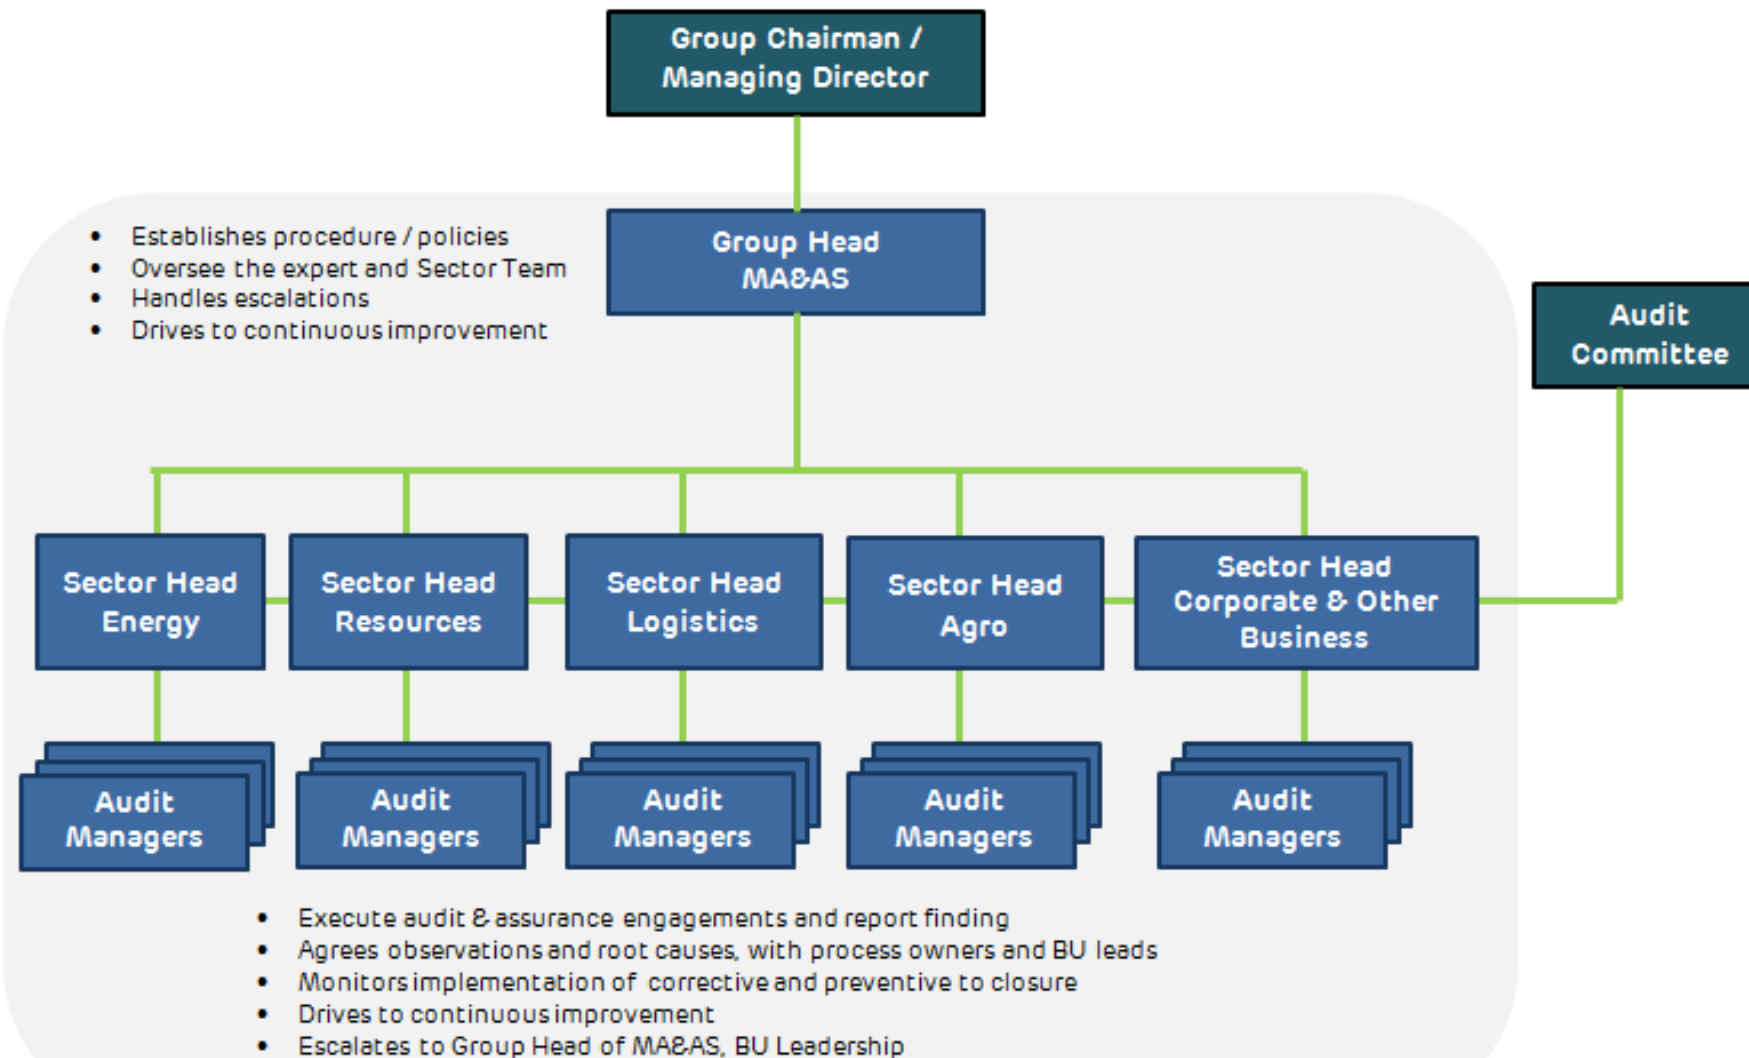 Group Chairman /
Managing Director
• Establishes procedure / policies
• Oversee the expert and Sector Team
• Handles escalations
• Drives to continuous improvement
Group Head
MA&AS
Audit
Committee
Sector Head
Energy
Sector Head
Resources
Sector Head
Logistics
Sector Head
Agro
Sector Head
Corporate & Other
Business
Audit
Managers
Audit
Managers
Audit
Managers
Audit
Managers
Audit
Managers
• Execute audit & assurance engagements and report finding
• Agrees observations and root causes, with process owners and BU leads
• Monitors implementation of corrective and preventive to closure
• Drives to continuous improvement
• Escalates to Group Head of MA&AS, BU Leadership